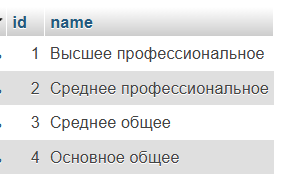 id name
1 Высшее профессиональное
2 Среднее профессиональное
3 Среднее общее
4 Основное общее